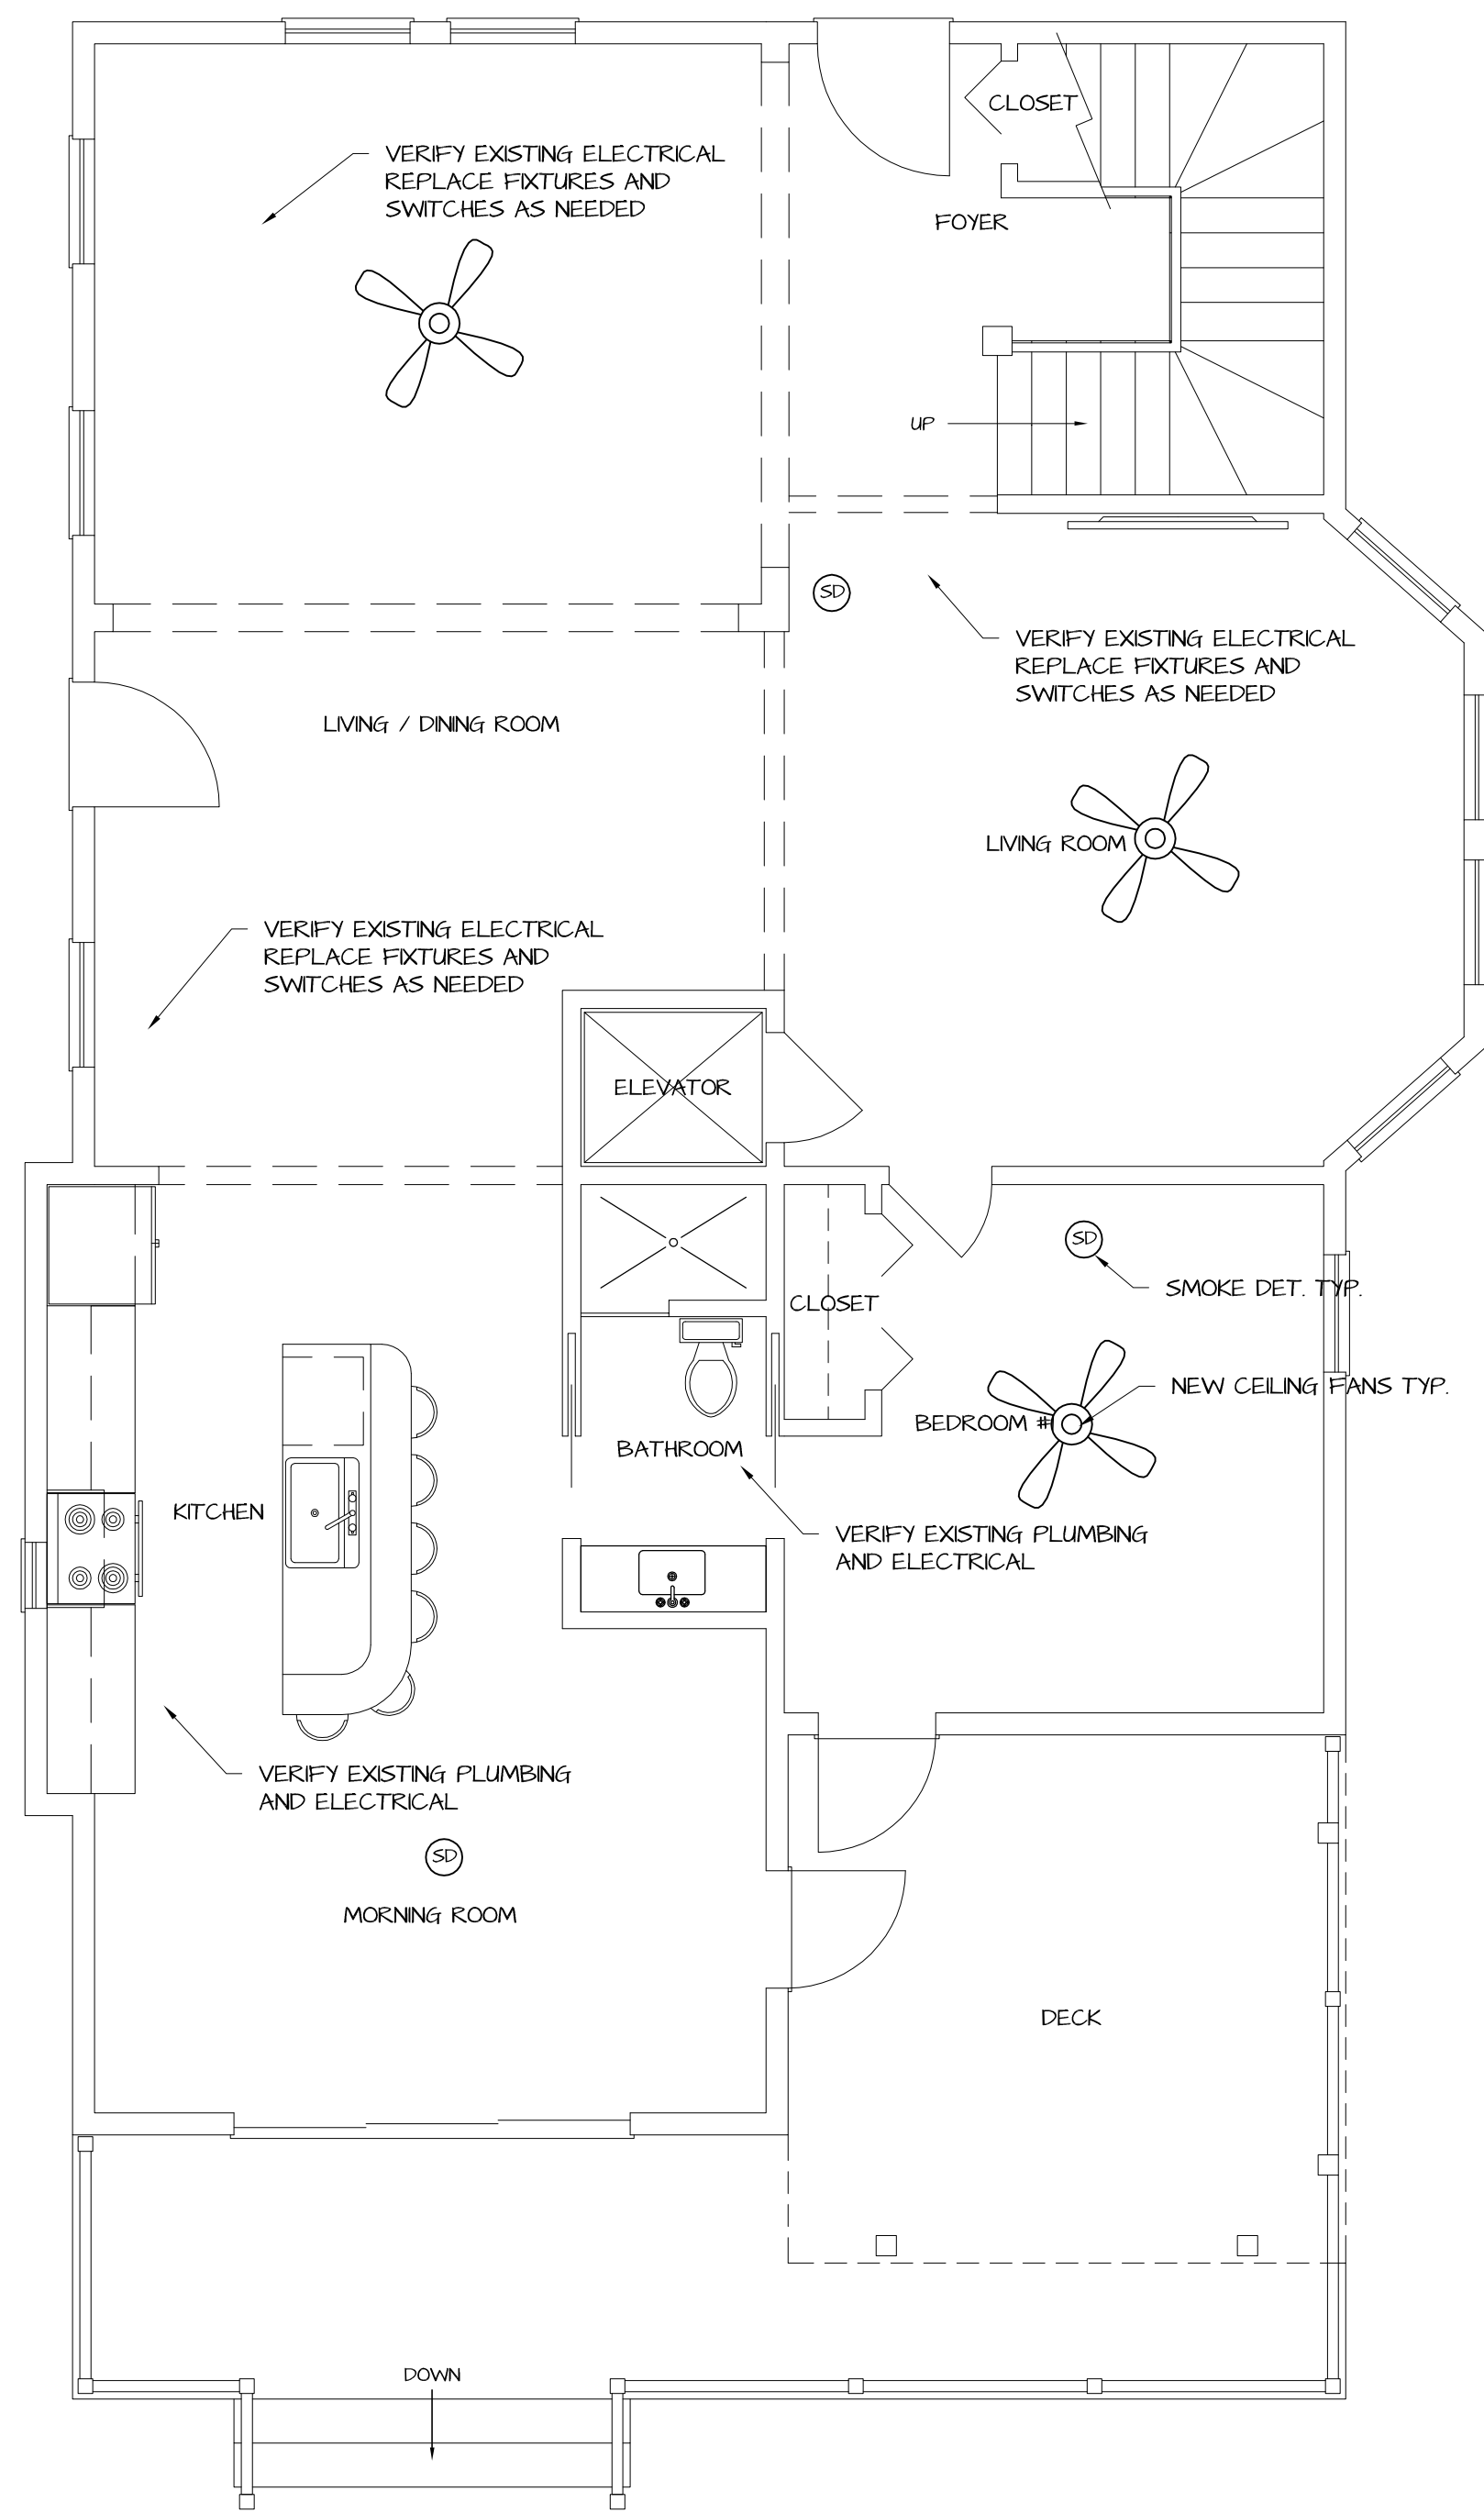 CLOSET
VERIFY EXISTING ELECTRICAL
REPLACE FIXTURES AND
SWITCHES AS NEEDED
FOYER
UP
SD
VERIFY EXISTING ELECTRICAL
REPLACE FIXTURES AND
SWITCHES AS NEEDED
LIVING / DINING ROOM
LIVING ROOM
VERIFY EXISTING ELECTRICAL
REPLACE FIXTURES AND
SWITCHES AS NEEDED
ELEVATOR
SD
SMOKE DET. TYP.
CLOSET
NEW CEILING FANS TYP.
BEDROOM #
BATHROOM
KITCHEN
VERIFY EXISTING PLUMBING
AND ELECTRICAL
VERIFY EXISTING PLUMBING
AND ELECTRICAL
SD
MORNING ROOM
DECK
DOWN